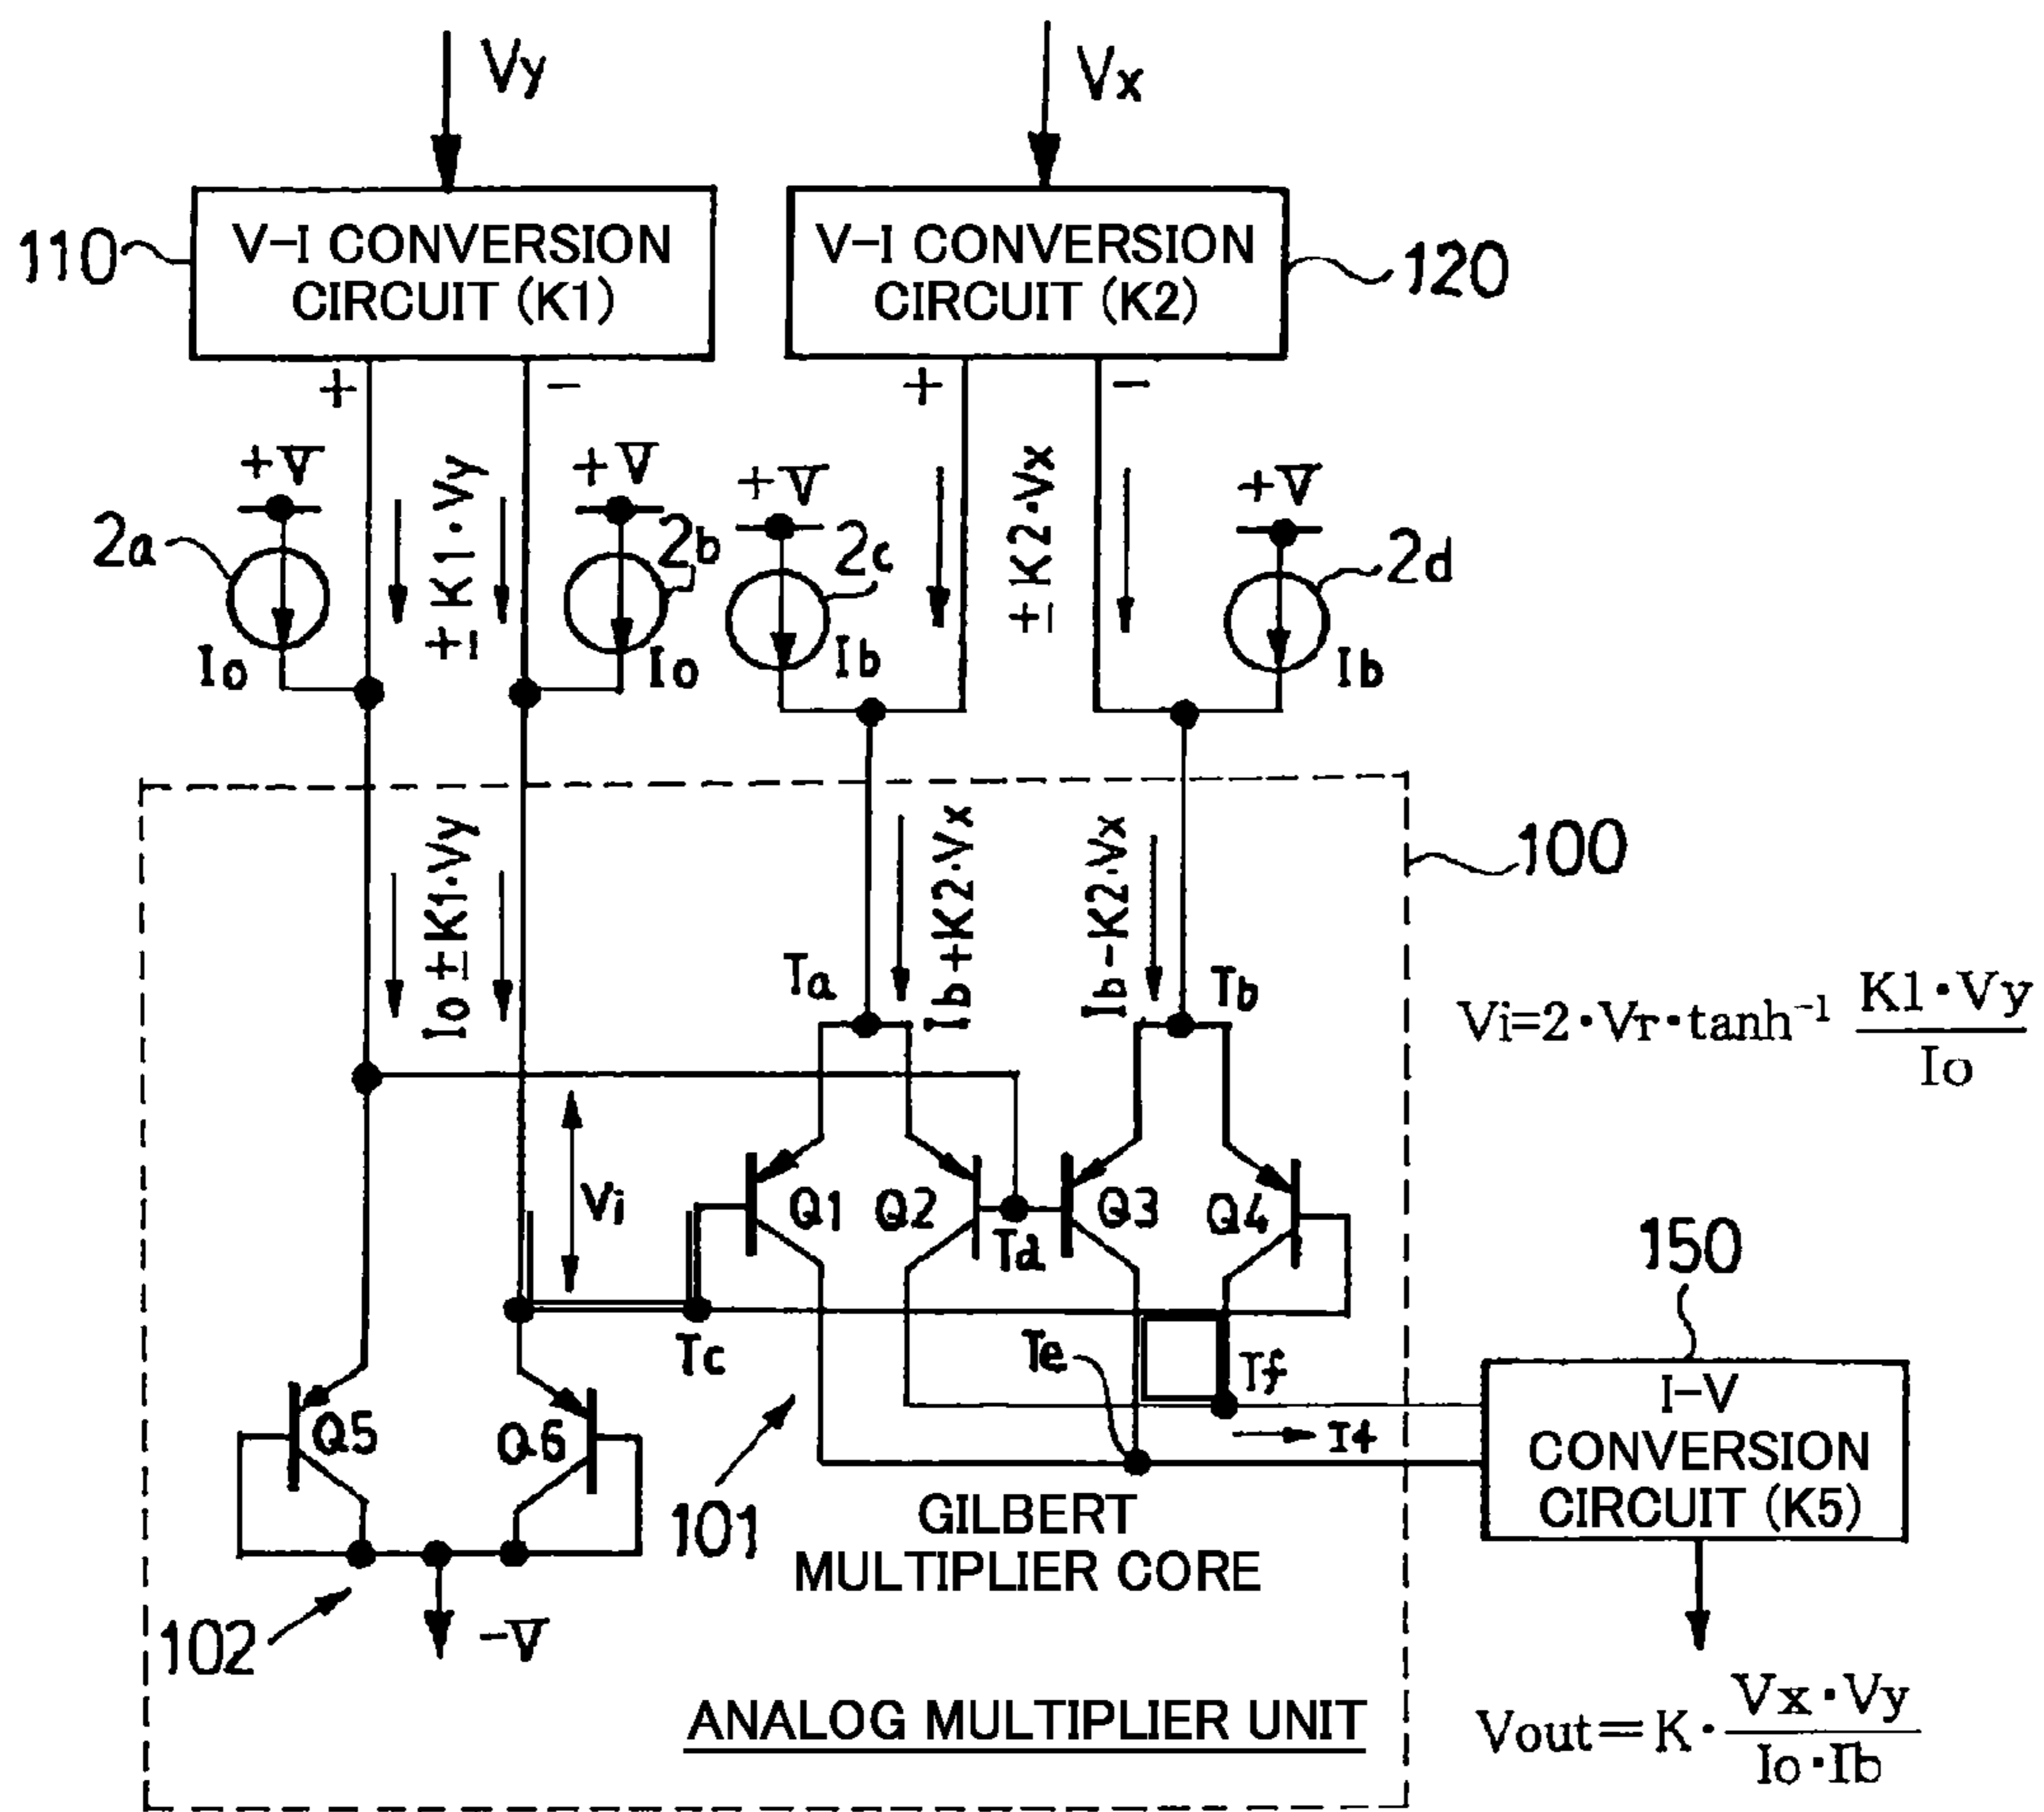 Vy
Vx
110
V-I CONVERSION
CIRCUIT (K1)
V-I CONVERSION
CIRCUIT (K2)
120
+
-
+
-
+V
+V
+V
+V
2a
2b
2c
2d
±K1·Vy
±K2·Vx
Io
Io
Ib
Ib
100
Io±K1·Vy
Ib+K2·Vx
Ib-K2·Vx
Ta
Tb
Vi=2·VT·tanh⁻¹ K1·Vy
Io
Vi
Q1
Q2
Q3
Q4
Td
Tc
Te
Tf
150
Q5
Q6
I-V
CONVERSION
CIRCUIT (K5)
101
GILBERT
MULTIPLIER CORE
102
-V
ANALOG MULTIPLIER UNIT
Vout=K· Vx·Vy
Io·Ib